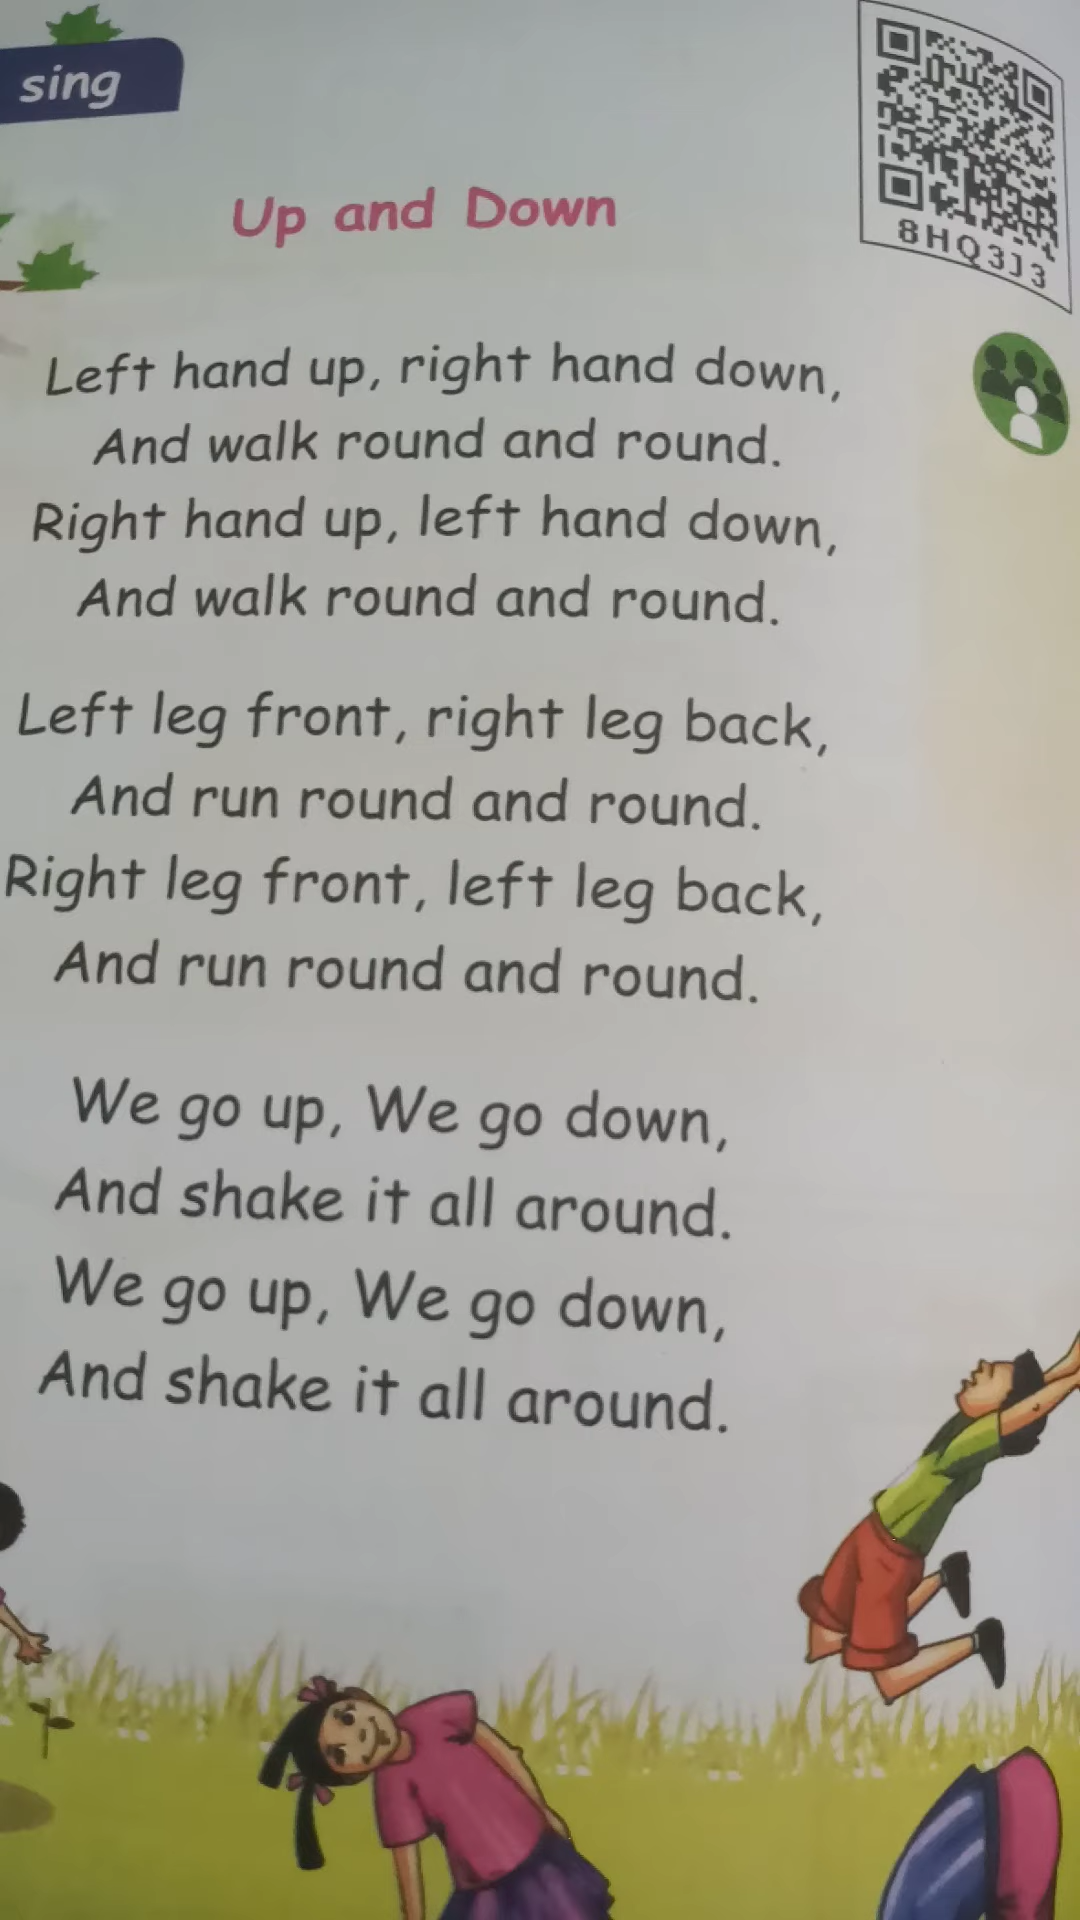 sing
8HQ3J3
Up and Down
Left hand up, right hand down,
And walk round and round.
Right hand up, left hand down,
And walk round and round.
Left leg front, right leg back,
And run round and round.
Right leg front, left leg back,
And run round and round.
We go up, We go down,
And shake it all around.
We go up, We go down,
And shake it all around.